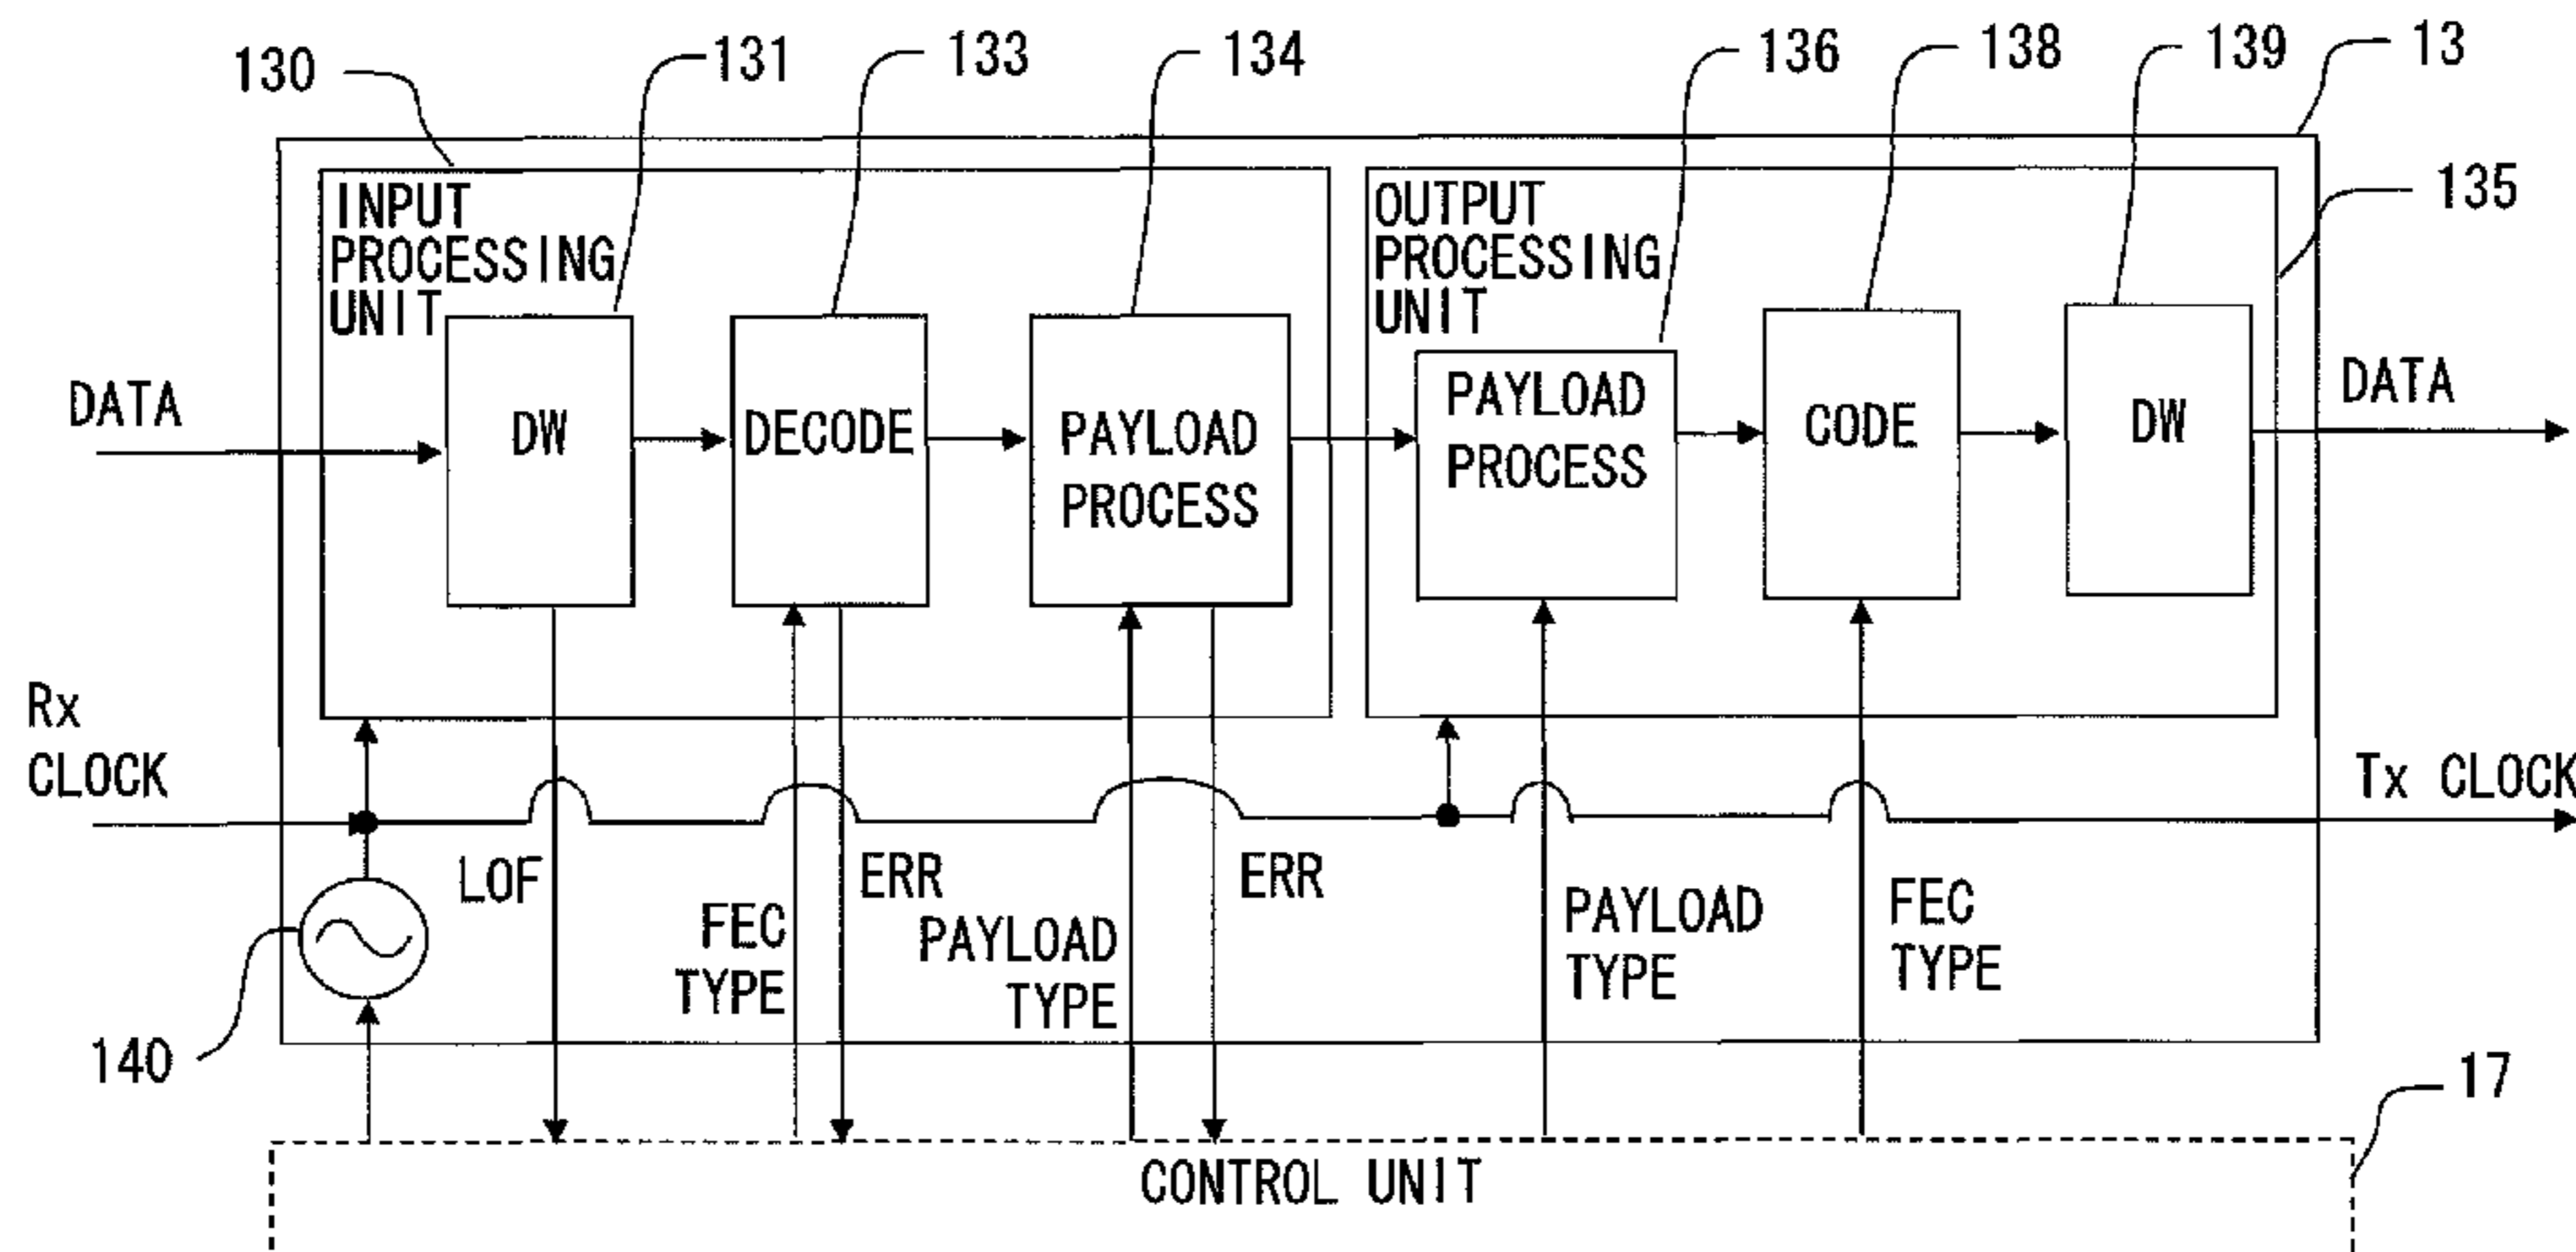 130
131
133
134
136
138
139
13
135
INPUT
PROCESSING
UNIT
OUTPUT
PROCESSING
UNIT
DATA
DW
DECODE
PAYLOAD
PROCESS
PAYLOAD
PROCESS
CODE
DW
DATA
Rx
CLOCK
Tx CLOCK
LOF
FEC
TYPE
ERR
PAYLOAD
TYPE
ERR
PAYLOAD
TYPE
FEC
TYPE
140
17
CONTROL UNIT